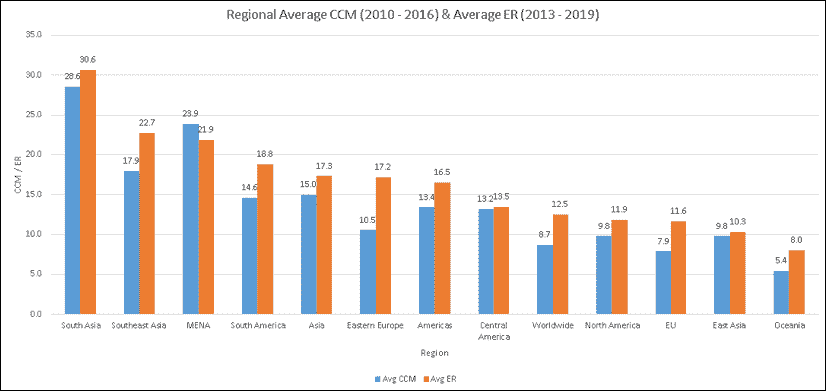 Regional Average CCM (2010 - 2016) & Average ER (2013 - 2019)
35.0
30.0
25.0
20.0
15.0
10.0
5.0
0.0
CCM / ER
28.6 30.6
17.9 22.7
23.9 21.9
14.6 18.8
15.0 17.3
10.5 17.2
13.4 16.5
13.2 13.5
8.7 12.5
9.8 11.9
7.9 11.6
9.8 10.3
5.4 8.0
South Asia
Southeast Asia
MENA
South America
Asia
Eastern Europe
Americas
Central
America
Worldwide
North America
EU
East Asia
Oceania
Region
Avg CCM
Avg ER